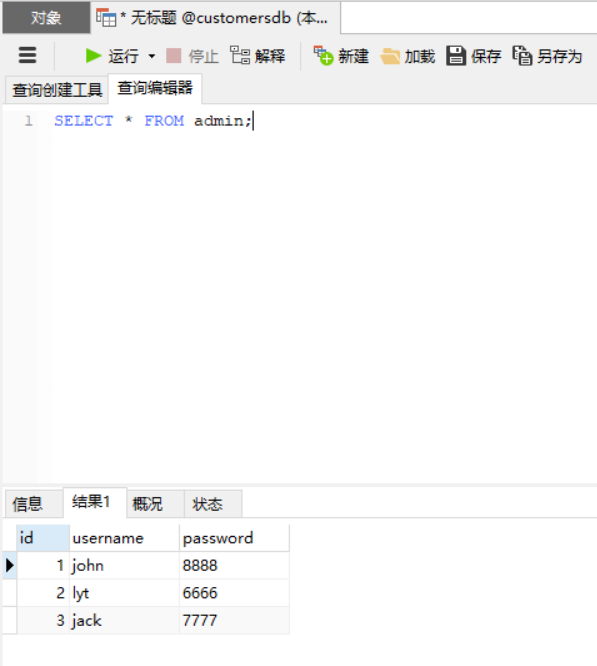 对象 * 无标题 @customersdb (本...
运行 停止 解释 新建 加载 保存 另存为
查询创建工具 查询编辑器
1 SELECT * FROM admin;
信息 结果1 概况 状态
id username password
1 john 8888
2 lyt 6666
3 jack 7777